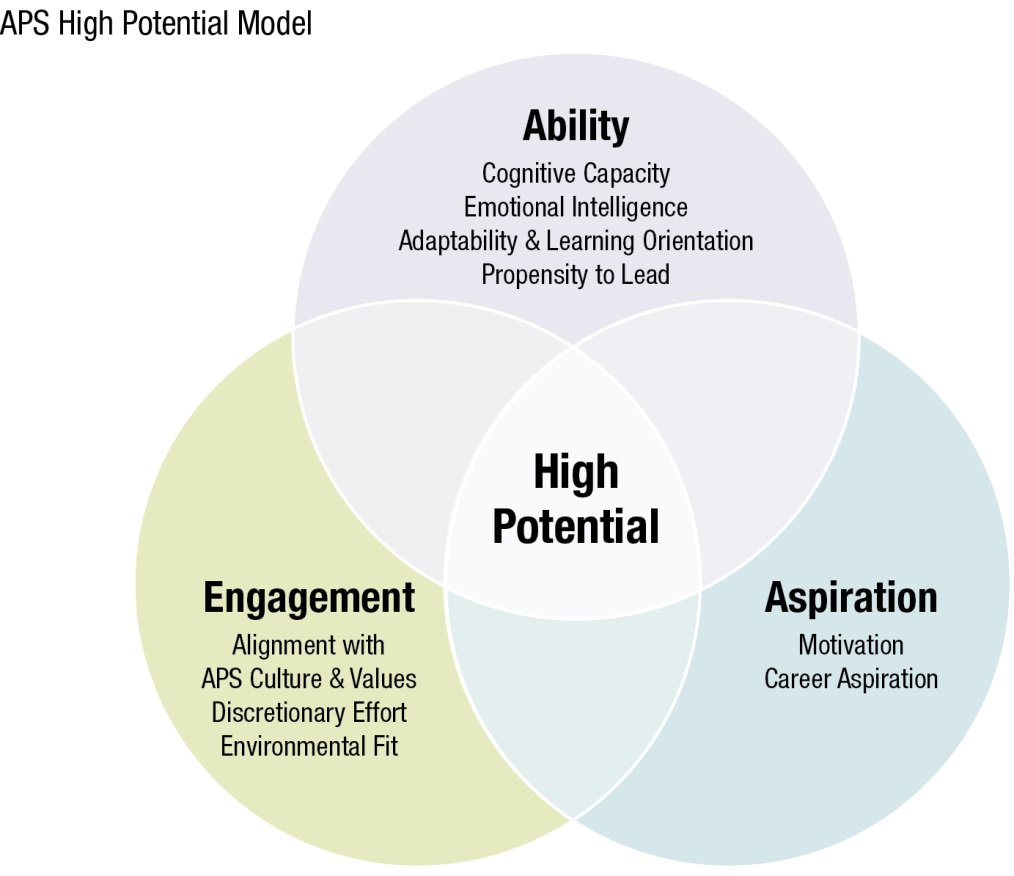 APS High Potential Model
Ability
Cognitive Capacity
Emotional Intelligence
Adaptability & Learning Orientation
Propensity to Lead
High
Potential
Engagement
Alignment with
APS Culture & Values
Discretionary Effort
Environmental Fit
Aspiration
Motivation
Career Aspiration